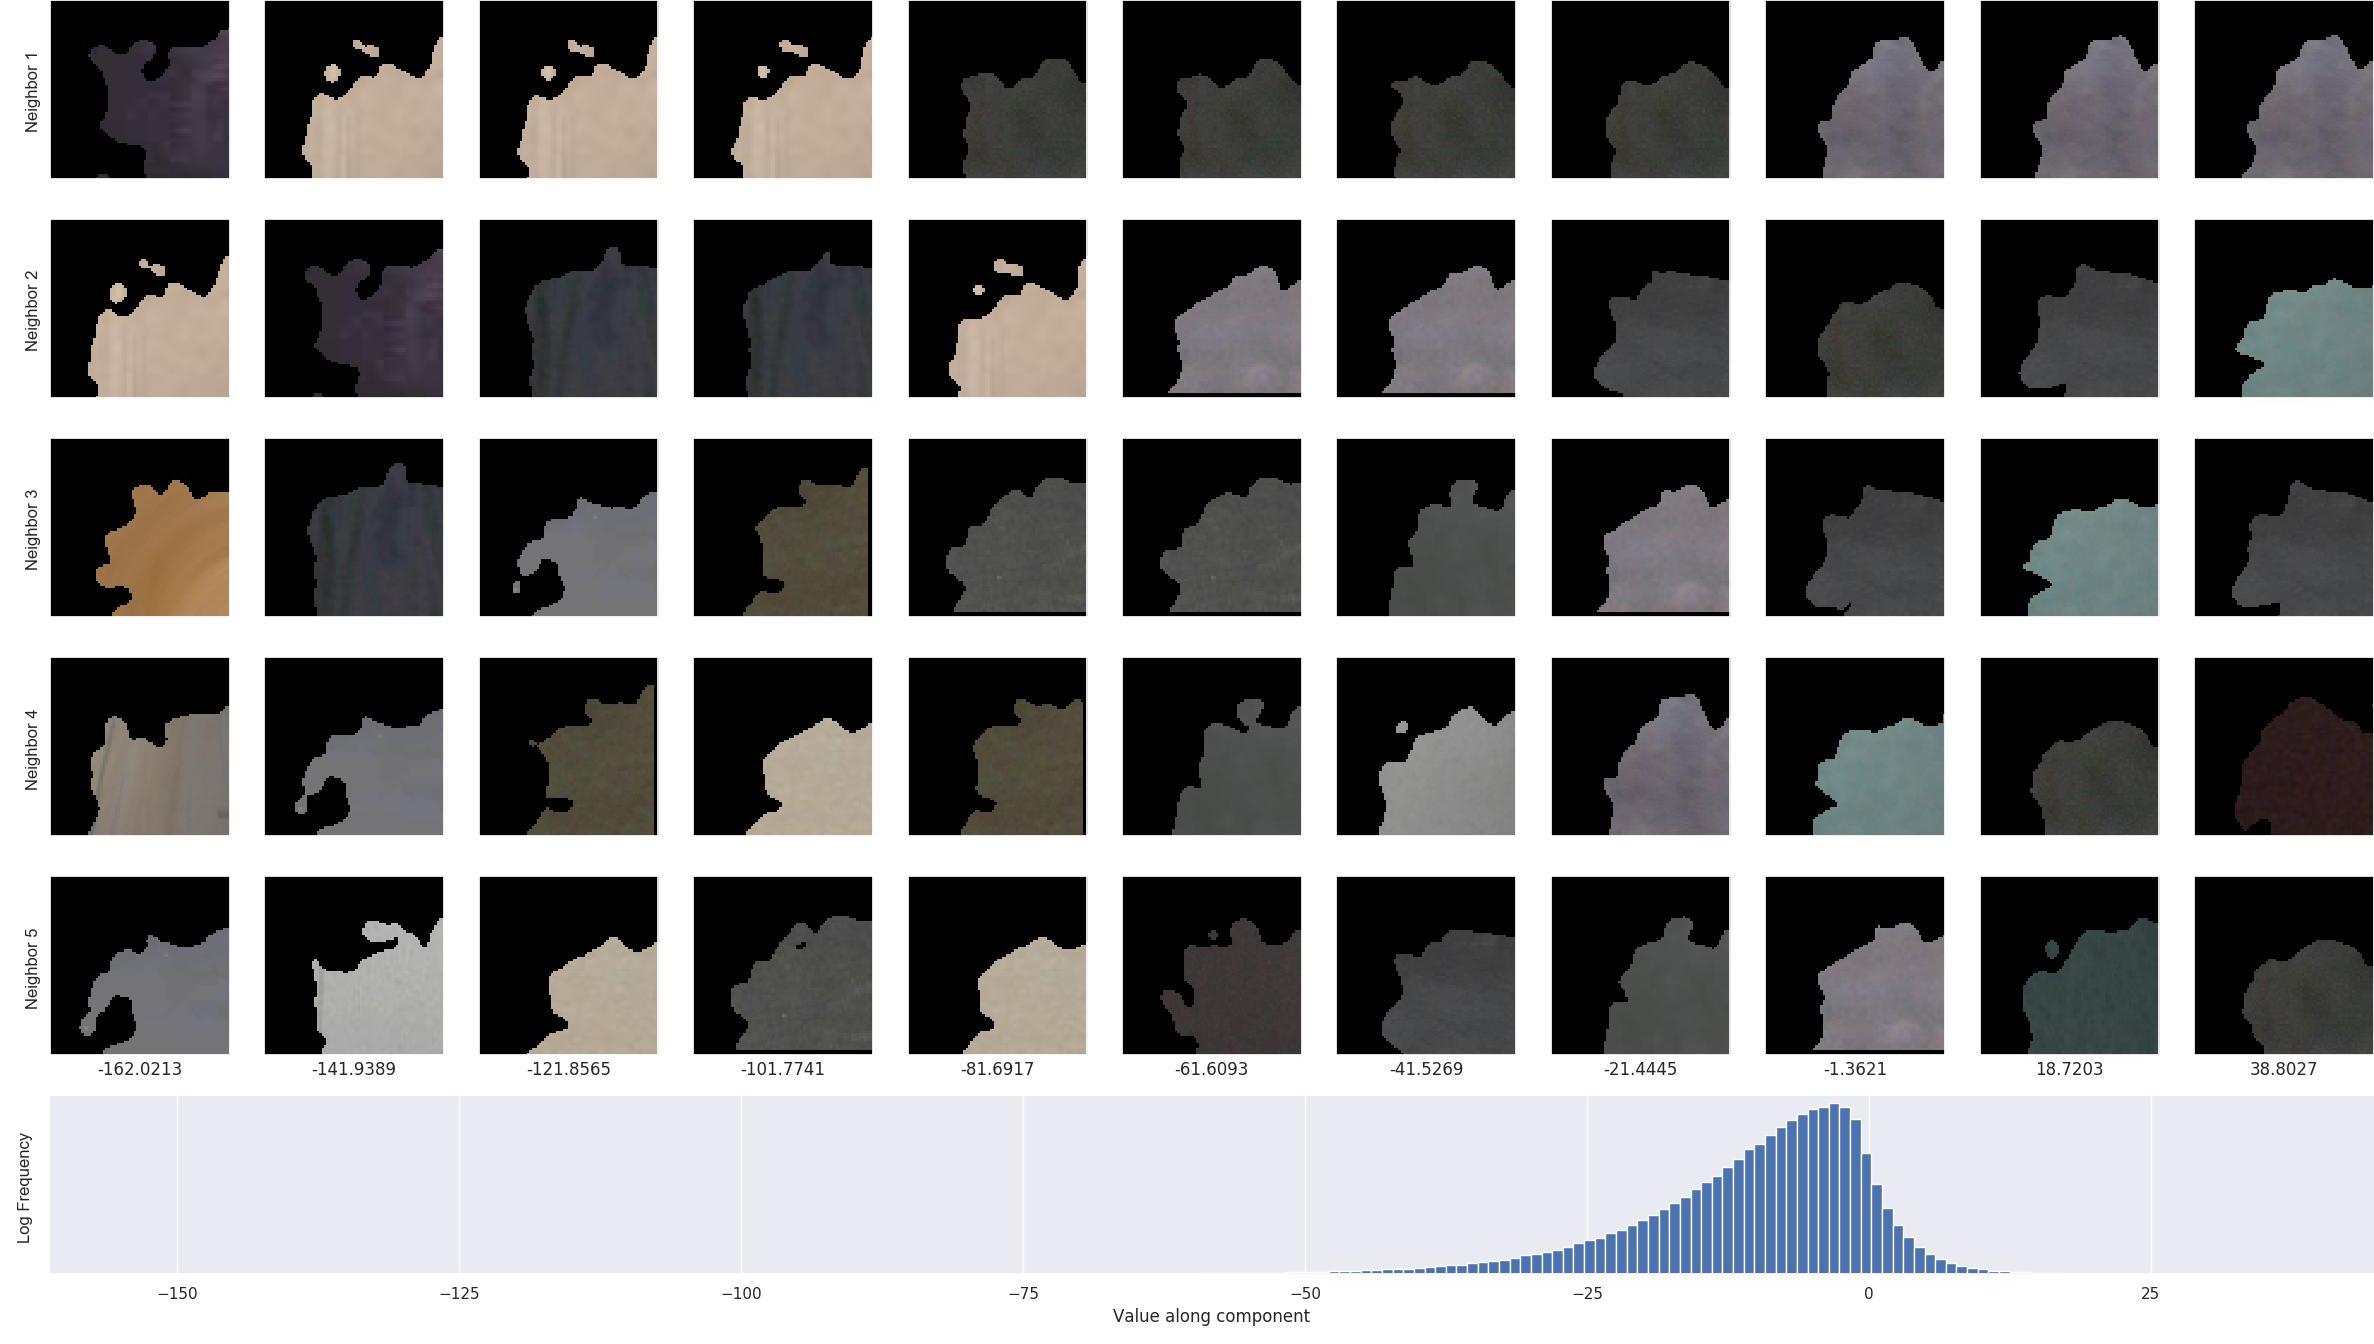 Neighbor 1
Neighbor 2
Neighbor 3
Neighbor 4
Neighbor 5
-162.0213 -141.9389 -121.8565 -101.7741 -81.6917 -61.6093 -41.5269 -21.4445 -1.3621 18.7203 38.8027
Log Frequency
−150 −125 −100 −75 −50 −25 0 25
Value along component